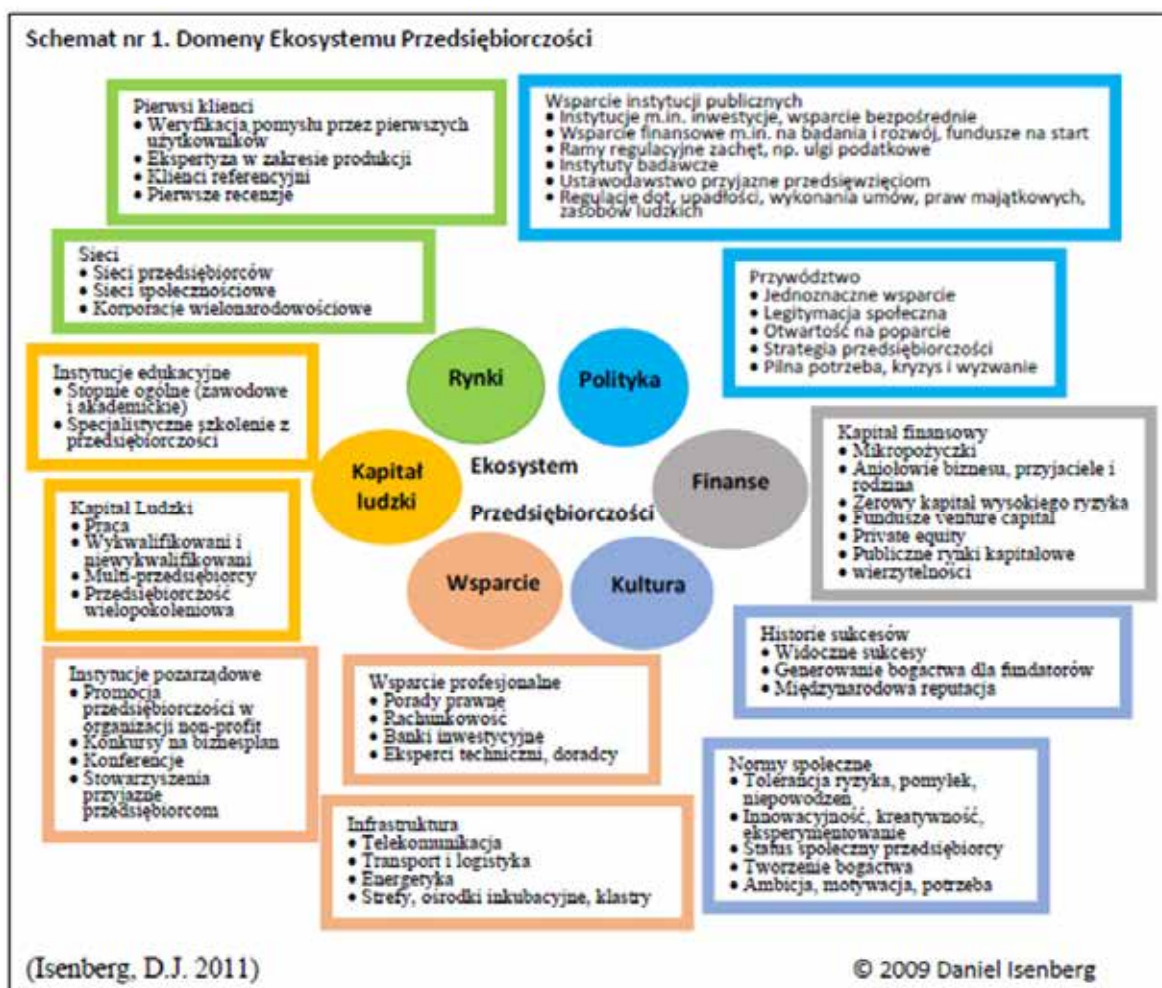 Schemat nr 1. Domeny Ekosystemu Przedsiębiorczości
Pierwsi klienci
• Weryfikacja pomysłu przez pierwszych
użytkowników
• Ekspertyza w zakresie produkcji
• Klienci referencyjni
• Pierwsze recenzje
Wsparcie instytucji publicznych
• Instytucje m.in. inwestycje, wsparcie bezpośrednie
• Wsparcie finansowe m.in. na badania i rozwój, fundusze na start
• Ramy regulacyjne zachęt, np. ulgi podatkowe
• Instytuty badawcze
• Ustawodawstwo przyjazne przedsięwzięciom
• Regulacje dot, upadłości, wykonania umów, praw majątkowych,
zasobów ludzkich
Sieci
• Sieci przedsiębiorców
• Sieci społecznościowe
• Korporacje wielonarodowościowe
Przywództwo
• Jednoznaczne wsparcie
• Legitymacja społeczna
• Otwartość na poparcie
• Strategia przedsiębiorczości
• Pilna potrzeba, kryzys i wyzwanie
Instytucje edukacyjne
• Stopnie ogólne (zawodowe
i akademickie)
• Specjalistyczne szkolenie z
przedsiębiorczości
Rynki
Polityka
Kapitał
ludzki
Ekosystem
Przedsiębiorczości
Finanse
Wsparcie
Kultura
Kapitał finansowy
• Mikropożyczki
• Aniołowie biznesu, przyjaciele i
rodzina
• Zerowy kapitał wysokiego ryzyka
• Fundusze venture capital
• Private equity
• Publiczne rynki kapitałowe
• wierzytelności
Kapitał Ludzki
• Praca
• Wykwalifikowani i
niewykwalifikowani
• Multi-przedsiębiorcy
• Przedsiębiorczość
wielopokoleniowa
Historie sukcesów
• Widoczne sukcesy
• Generowanie bogactwa dla fundatorów
• Międzynarodowa reputacja
Instytucje pozarządowe
• Promocja
przedsiębiorczości w
organizacji non-profit
• Konkursy na biznesplan
• Konferencje
• Stowarzyszenia
przyjazne
przedsiębiorcom
Wsparcie profesjonalne
• Porady prawne
• Rachunkowość
• Banki inwestycyjne
• Eksperci techniczni, doradcy
Normy społeczne
• Tolerancja ryzyka, pomyłek,
niepowodzeń
• Innowacyjność, kreatywność,
eksperymentowanie
• Status społeczny przedsiębiorcy
• Tworzenie bogactwa
• Ambicja, motywacja, potrzeba
Infrastruktura
• Telekomunikacja
• Transport i logistyka
• Energetyka
• Strefy, ośrodki inkubacyjne, klastry
(Isenberg, D.J. 2011)
© 2009 Daniel Isenberg